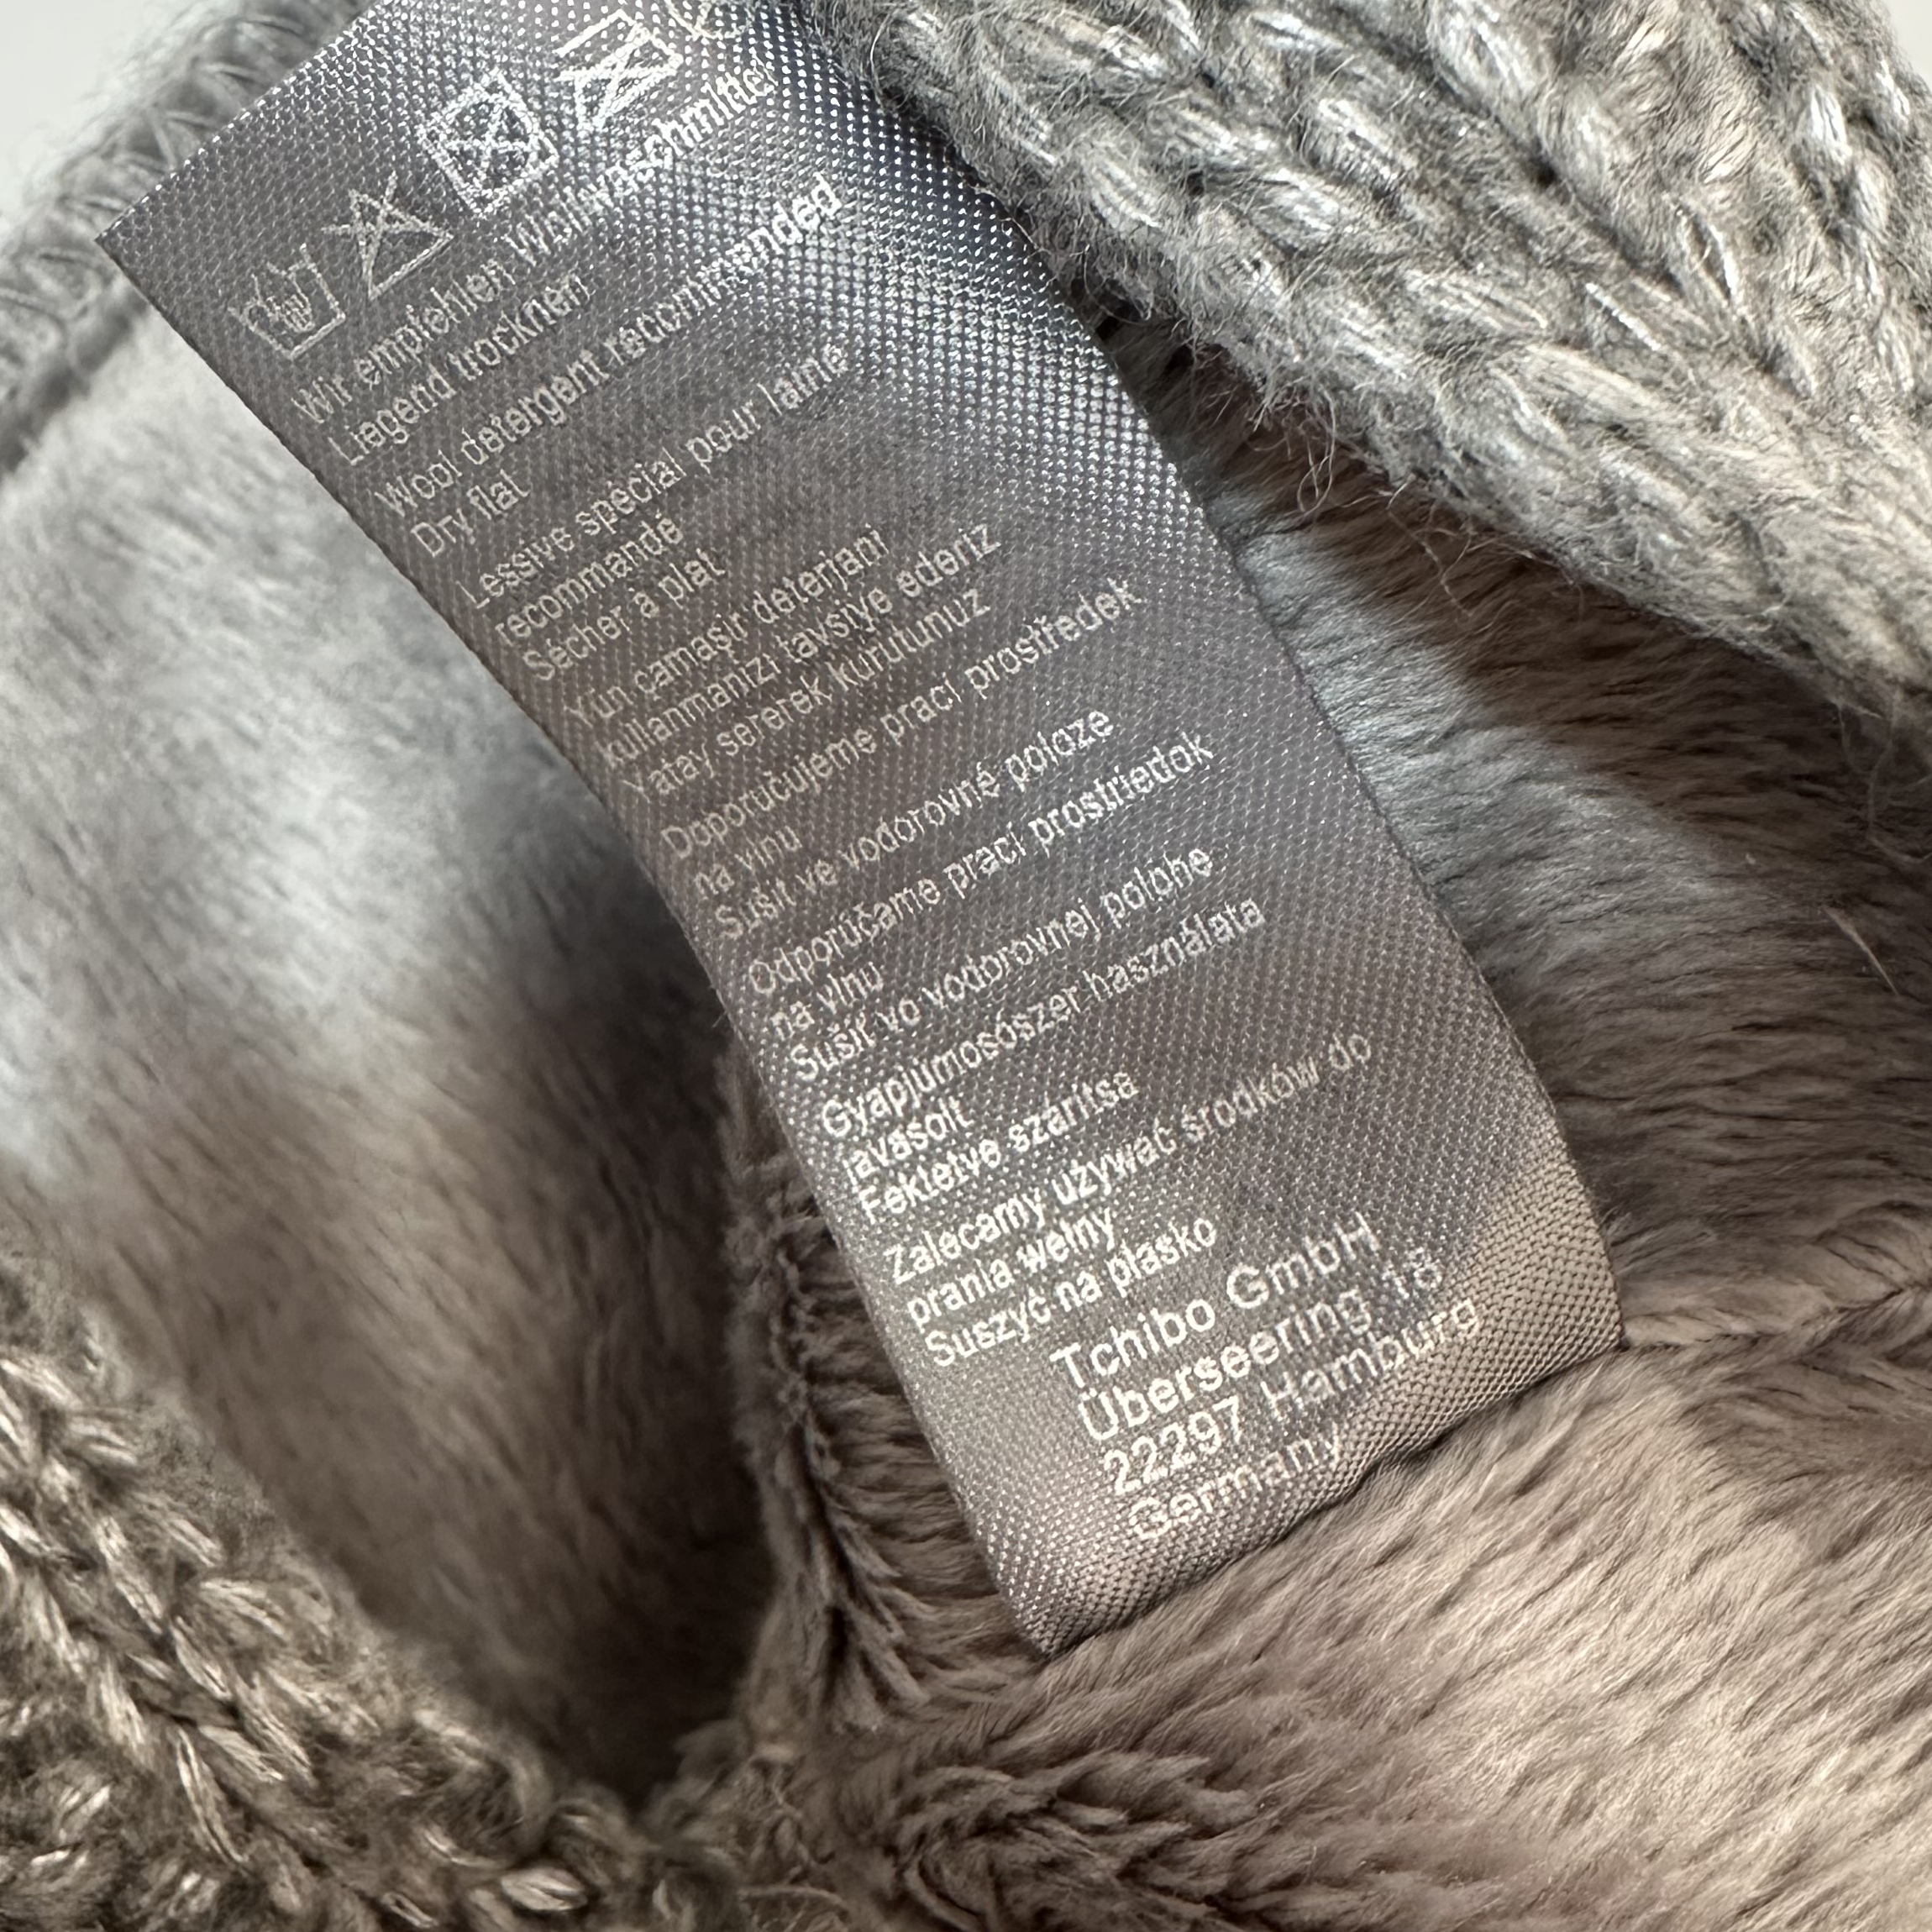 Wir empfehlen Wollwaschmittel
Liegend trocknen
Wool detergent recommended
Dry flat
Lessive spécial pour laine
recommandé
Sécher à plat
Yün çamaşır deterjanı
kullanmanızı tavsiye ederiz
Yatay sererek kurutunuz
Doporučujeme prací prostředek
na vlnu
Sušit ve vodorovné poloze
Odporúčame prací prostriedok
na vlnu
Sušiť vo vodorovnej polohe
Gyapjúmosószer használata
javasolt
Fektetve szárítsa
Zalecamy używać środków do
prania wełny
Suszyć na płasko
Tchibo GmbH
Überseering 18
22297 Hamburg
Germany